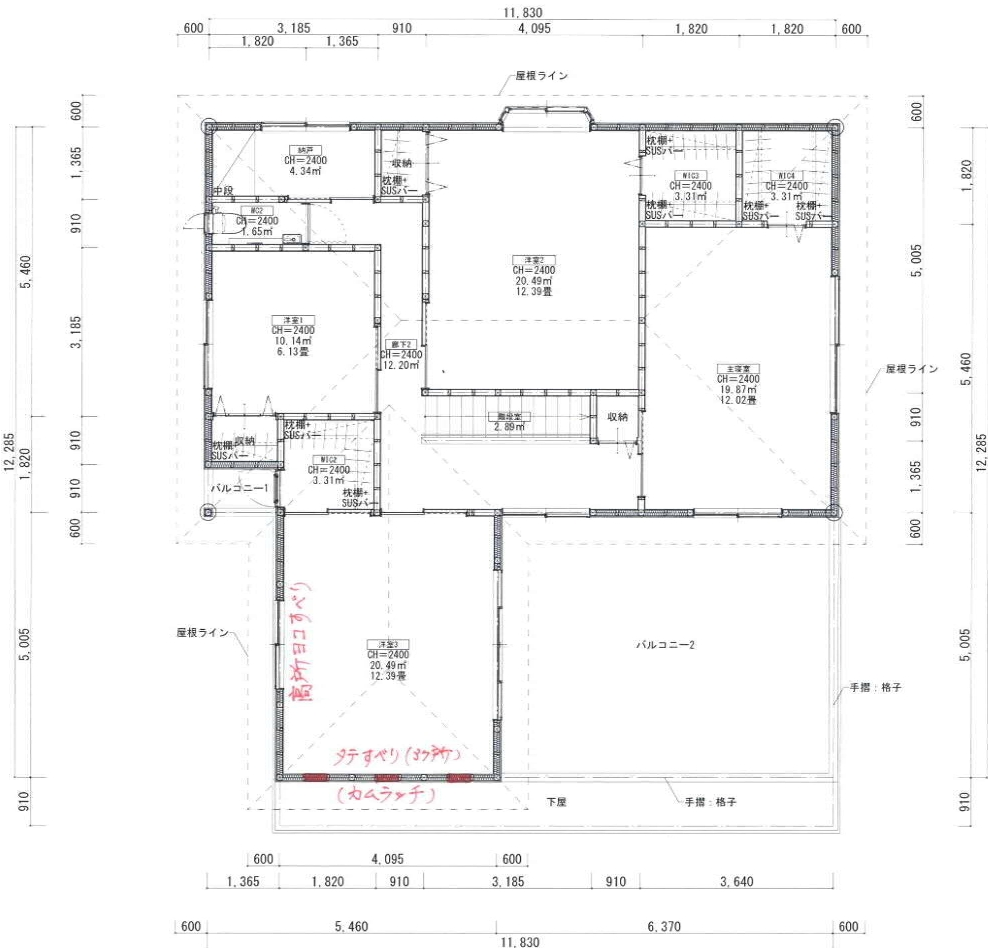 11,830
600 3,185 910 4,095 1,820 1,820 600
1,820 1,365
屋根ライン
600
600
1,365
910
5,460
3,185
12,285
1,820
910
910
600
5,005
910
納戸
CH=2400
4.34㎡
中段
収納
枕棚+
SUSバー
WC2
CH=2400
1.65㎡
洋室2
CH=2400
20.49㎡
12.39畳
枕棚+
SUSバー
WIC3
CH=2400
3.31㎡
枕棚+
SUSバー
WIC4
CH=2400
3.31㎡
枕棚+
SUSバー
枕棚+
SUSバー
1,820
5,005
5,460
910
1,365
600
12,285
5,005
910
洋室1
CH=2400
10.14㎡
6.13畳
廊下2
CH=2400
12.20㎡
主寝室
CH=2400
19.87㎡
12.02畳
屋根ライン
階段室
2.89㎡
収納
収納
枕棚+
SUSバー
枕棚+
SUSバー
WIC2
CH=2400
3.31㎡
枕棚+
SUSバー
バルコニー1
屋根ライン
高所ヨコすべり
洋室3
CH=2400
20.49㎡
12.39畳
バルコニー2
手摺：格子
タテすべり(3ヶ所)
(カムラッチ)
下屋
手摺：格子
600 4,095 600
1,365 1,820 910 3,185 910 3,640
600 5,460 6,370 600
11,830